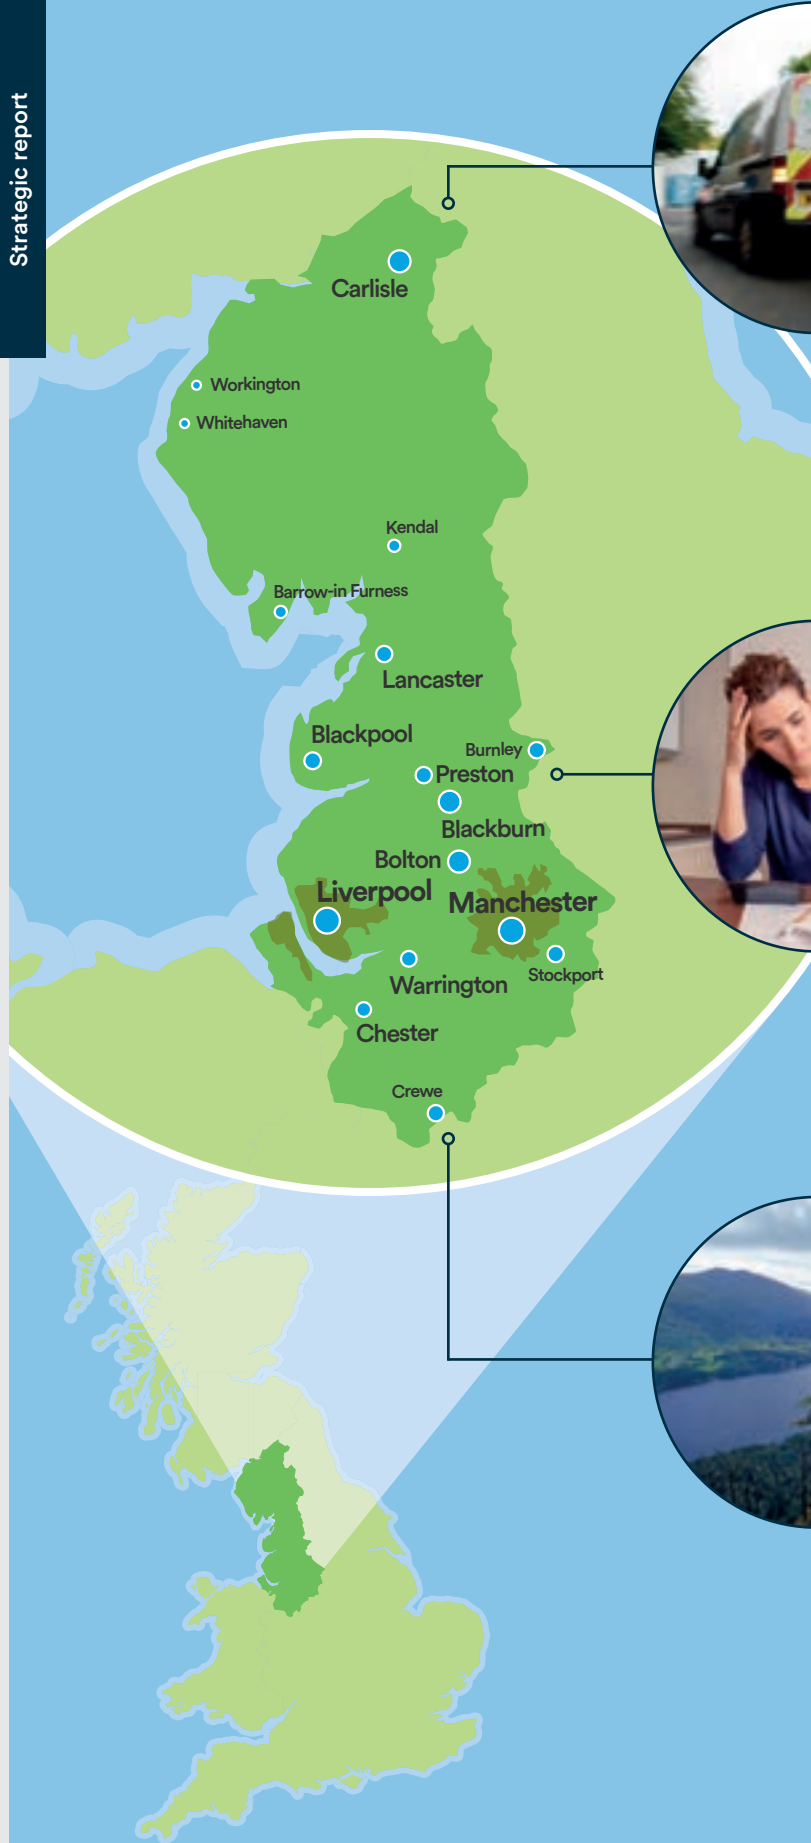 Strategic report
Carlisle
Workington
Whitehaven
Kendal
Barrow-in Furness
Lancaster
Blackpool
Burnley
Preston
Blackburn
Bolton
Liverpool
Manchester
Stockport
Warrington
Chester
Crewe